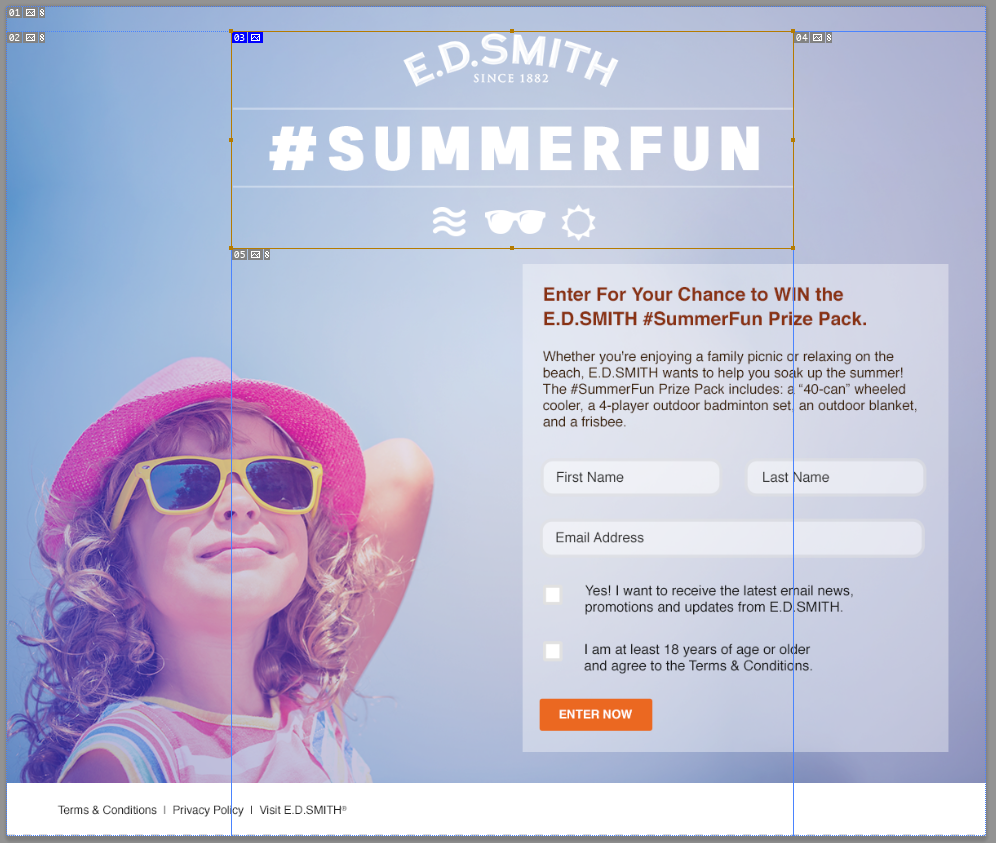 01
02
03
04
E.D.SMITH
SINCE 1882
#SUMMERFUN
05
Enter For Your Chance to WIN the
E.D.SMITH #SummerFun Prize Pack.
Whether you're enjoying a family picnic or relaxing on the
beach, E.D.SMITH wants to help you soak up the summer!
The #SummerFun Prize Pack includes: a “40-can” wheeled
cooler, a 4-player outdoor badminton set, an outdoor blanket,
and a frisbee.
First Name
Last Name
Email Address
Yes! I want to receive the latest email news,
promotions and updates from E.D.SMITH.
I am at least 18 years of age or older
and agree to the Terms & Conditions.
ENTER NOW
Terms & Conditions | Privacy Policy | Visit E.D.SMITH®